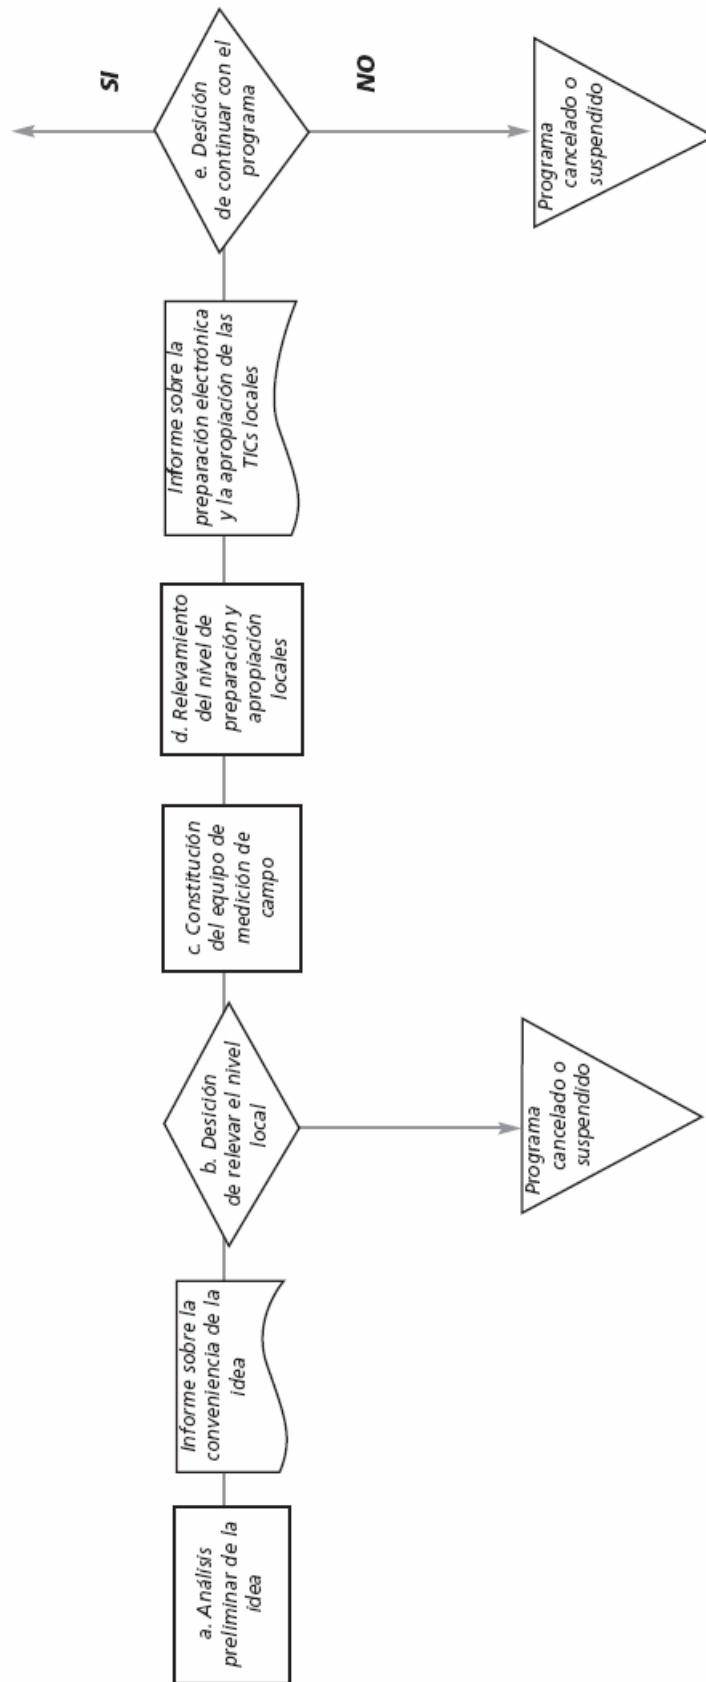 a. Análisis
preliminar de la
idea
Informe sobre la
conveniencia de la
idea
b. Desición
de relevar el nivel
local
Programa
cancelado o
suspendido
c. Constitución
del equipo de
medición de
campo
d. Relevamiento
del nivel de
preparación y
apropiación
locales
Informe sobre la
preparación electrónica
y la apropiación de las
TICs locales
e. Desición
de continuar con el
programa
SI
NO
Programa
cancelado o
suspendido